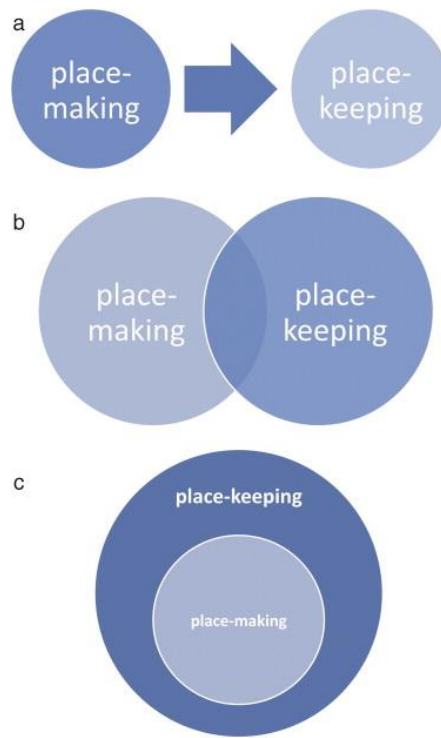 a
place-
making
place-
keeping
b
place-
making
place-
keeping
c
place-keeping
place-making